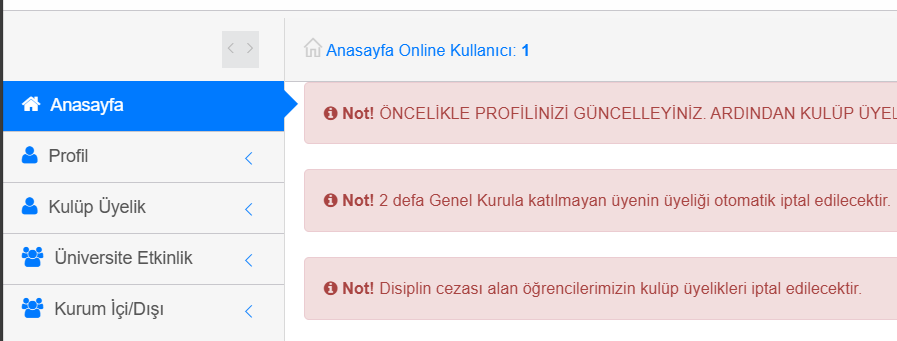 Anasayfa Online Kullanıcı: 1
Anasayfa
Profil
Kulüp Üyelik
Üniversite Etkinlik
Kurum İçi/Dışı
Not! ÖNCELİKLE PROFİLİNİZİ GÜNCELLEYİNİZ. ARDINDAN KULÜP
Not! 2 defa Genel Kurula katılmayan üyenin üyeliği otomatik iptal edilecektir.
Not! Disiplin cezası alan öğrencilerimizin kulüp üyelikleri iptal edilecektir.